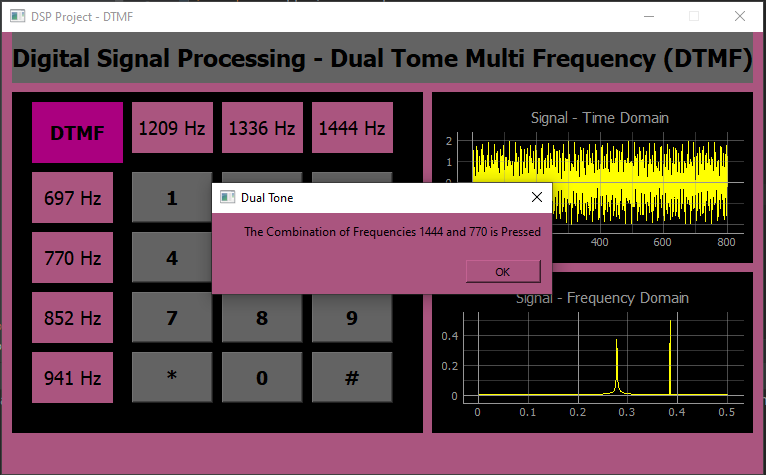 DSP Project - DTMF
Digital Signal Processing - Dual Tome Multi Frequency (DTMF)
DTMF
1209 Hz
1336 Hz
1444 Hz
697 Hz
1
770 Hz
4
852 Hz
7
8
9
941 Hz
*
0
#
Dual Tone
The Combination of Frequencies 1444 and 770 is Pressed
OK
Signal - Time Domain
2
1
0
400
600
800
Signal - Frequency Domain
0.4
0.2
0
0
0.1
0.2
0.3
0.4
0.5